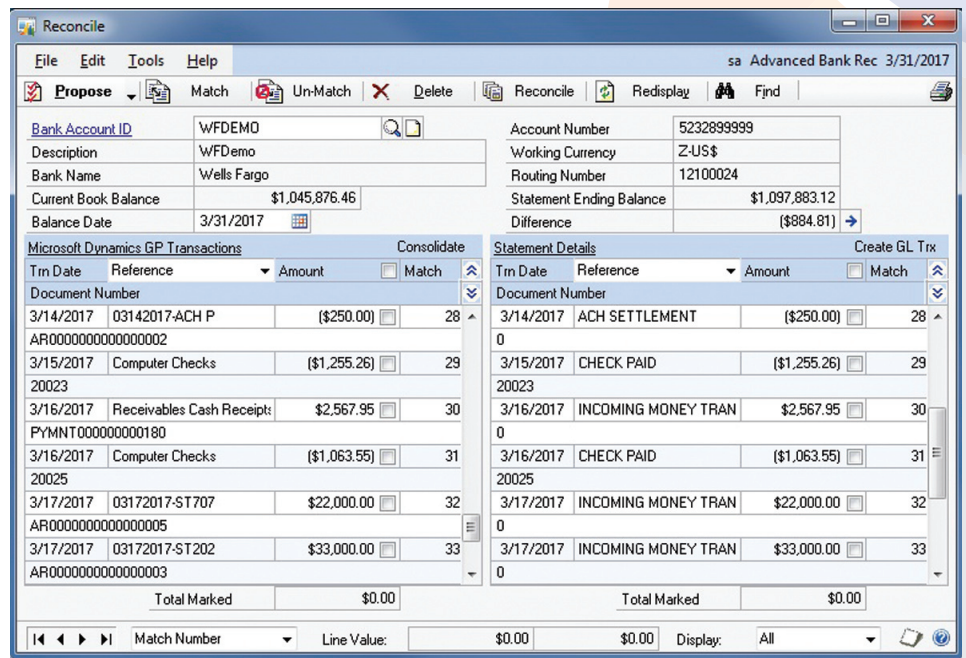 Reconcile
File Edit Tools Help sa Advanced Bank Rec 3/31/2017
Propose Match Un-Match Delete Reconcile Redisplay Find
Bank Account ID WFDEMO Account Number 5232899999
Description WFDemo Working Currency Z-US$
Bank Name Wells Fargo Routing Number 12100024
Current Book Balance $1,045,876.46 Statement Ending Balance $1,097,883.12
Balance Date 3/31/2017 Difference ($884.81)
Microsoft Dynamics GP Transactions Consolidate Statement Details Create GL Trx
Trn Date Reference Amount Match Trn Date Reference Amount Match
Document Number Document Number
3/14/2017 03142017-ACH P ($250.00) 28 3/14/2017 ACH SETTLEMENT ($250.00) 28
AR0000000000000002 0
3/15/2017 Computer Checks ($1,255.26) 29 3/15/2017 CHECK PAID ($1,255.26) 29
20023 20023
3/16/2017 Receivables Cash Receipts $2,567.95 30 3/16/2017 INCOMING MONEY TRAN $2,567.95 30
PYMNT000000000180 0
3/16/2017 Computer Checks ($1,063.55) 31 3/16/2017 CHECK PAID ($1,063.55) 31
20025 20025
3/17/2017 03172017-ST707 $22,000.00 32 3/17/2017 INCOMING MONEY TRAN $22,000.00 32
AR0000000000000005 0
3/17/2017 03172017-ST202 $33,000.00 33 3/17/2017 INCOMING MONEY TRAN $33,000.00 33
AR0000000000000003 0
Total Marked $0.00 Total Marked $0.00
Match Number Line Value: $0.00 $0.00 Display: All